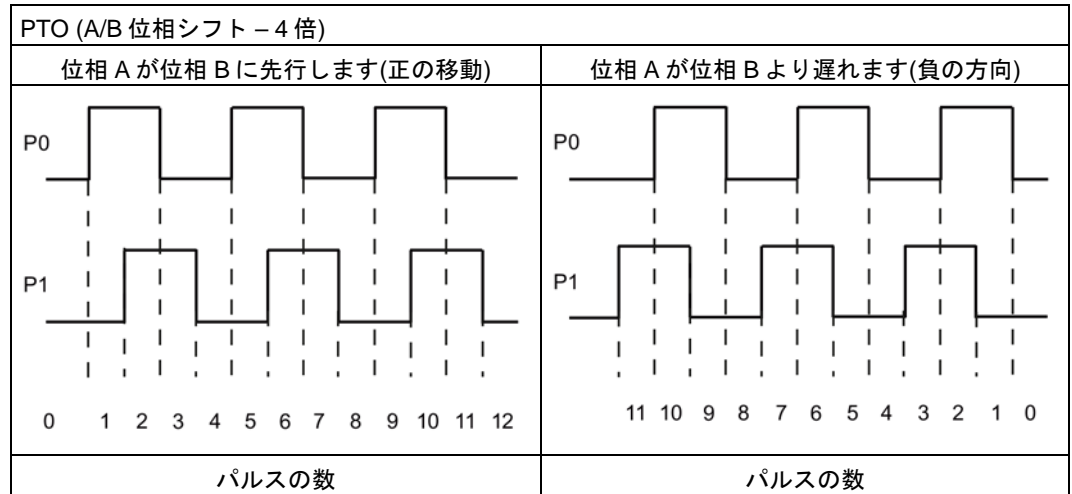 PTO (A/B 位相シフト – 4 倍)
位相 A が位相 B に先行します(正の移動)
位相 A が位相 B より遅れます(負の方向)
P0
P1
0 1 2 3 4 5 6 7 8 9 10 11 12
P0
P1
11 10 9 8 7 6 5 4 3 2 1 0
パルスの数
パルスの数